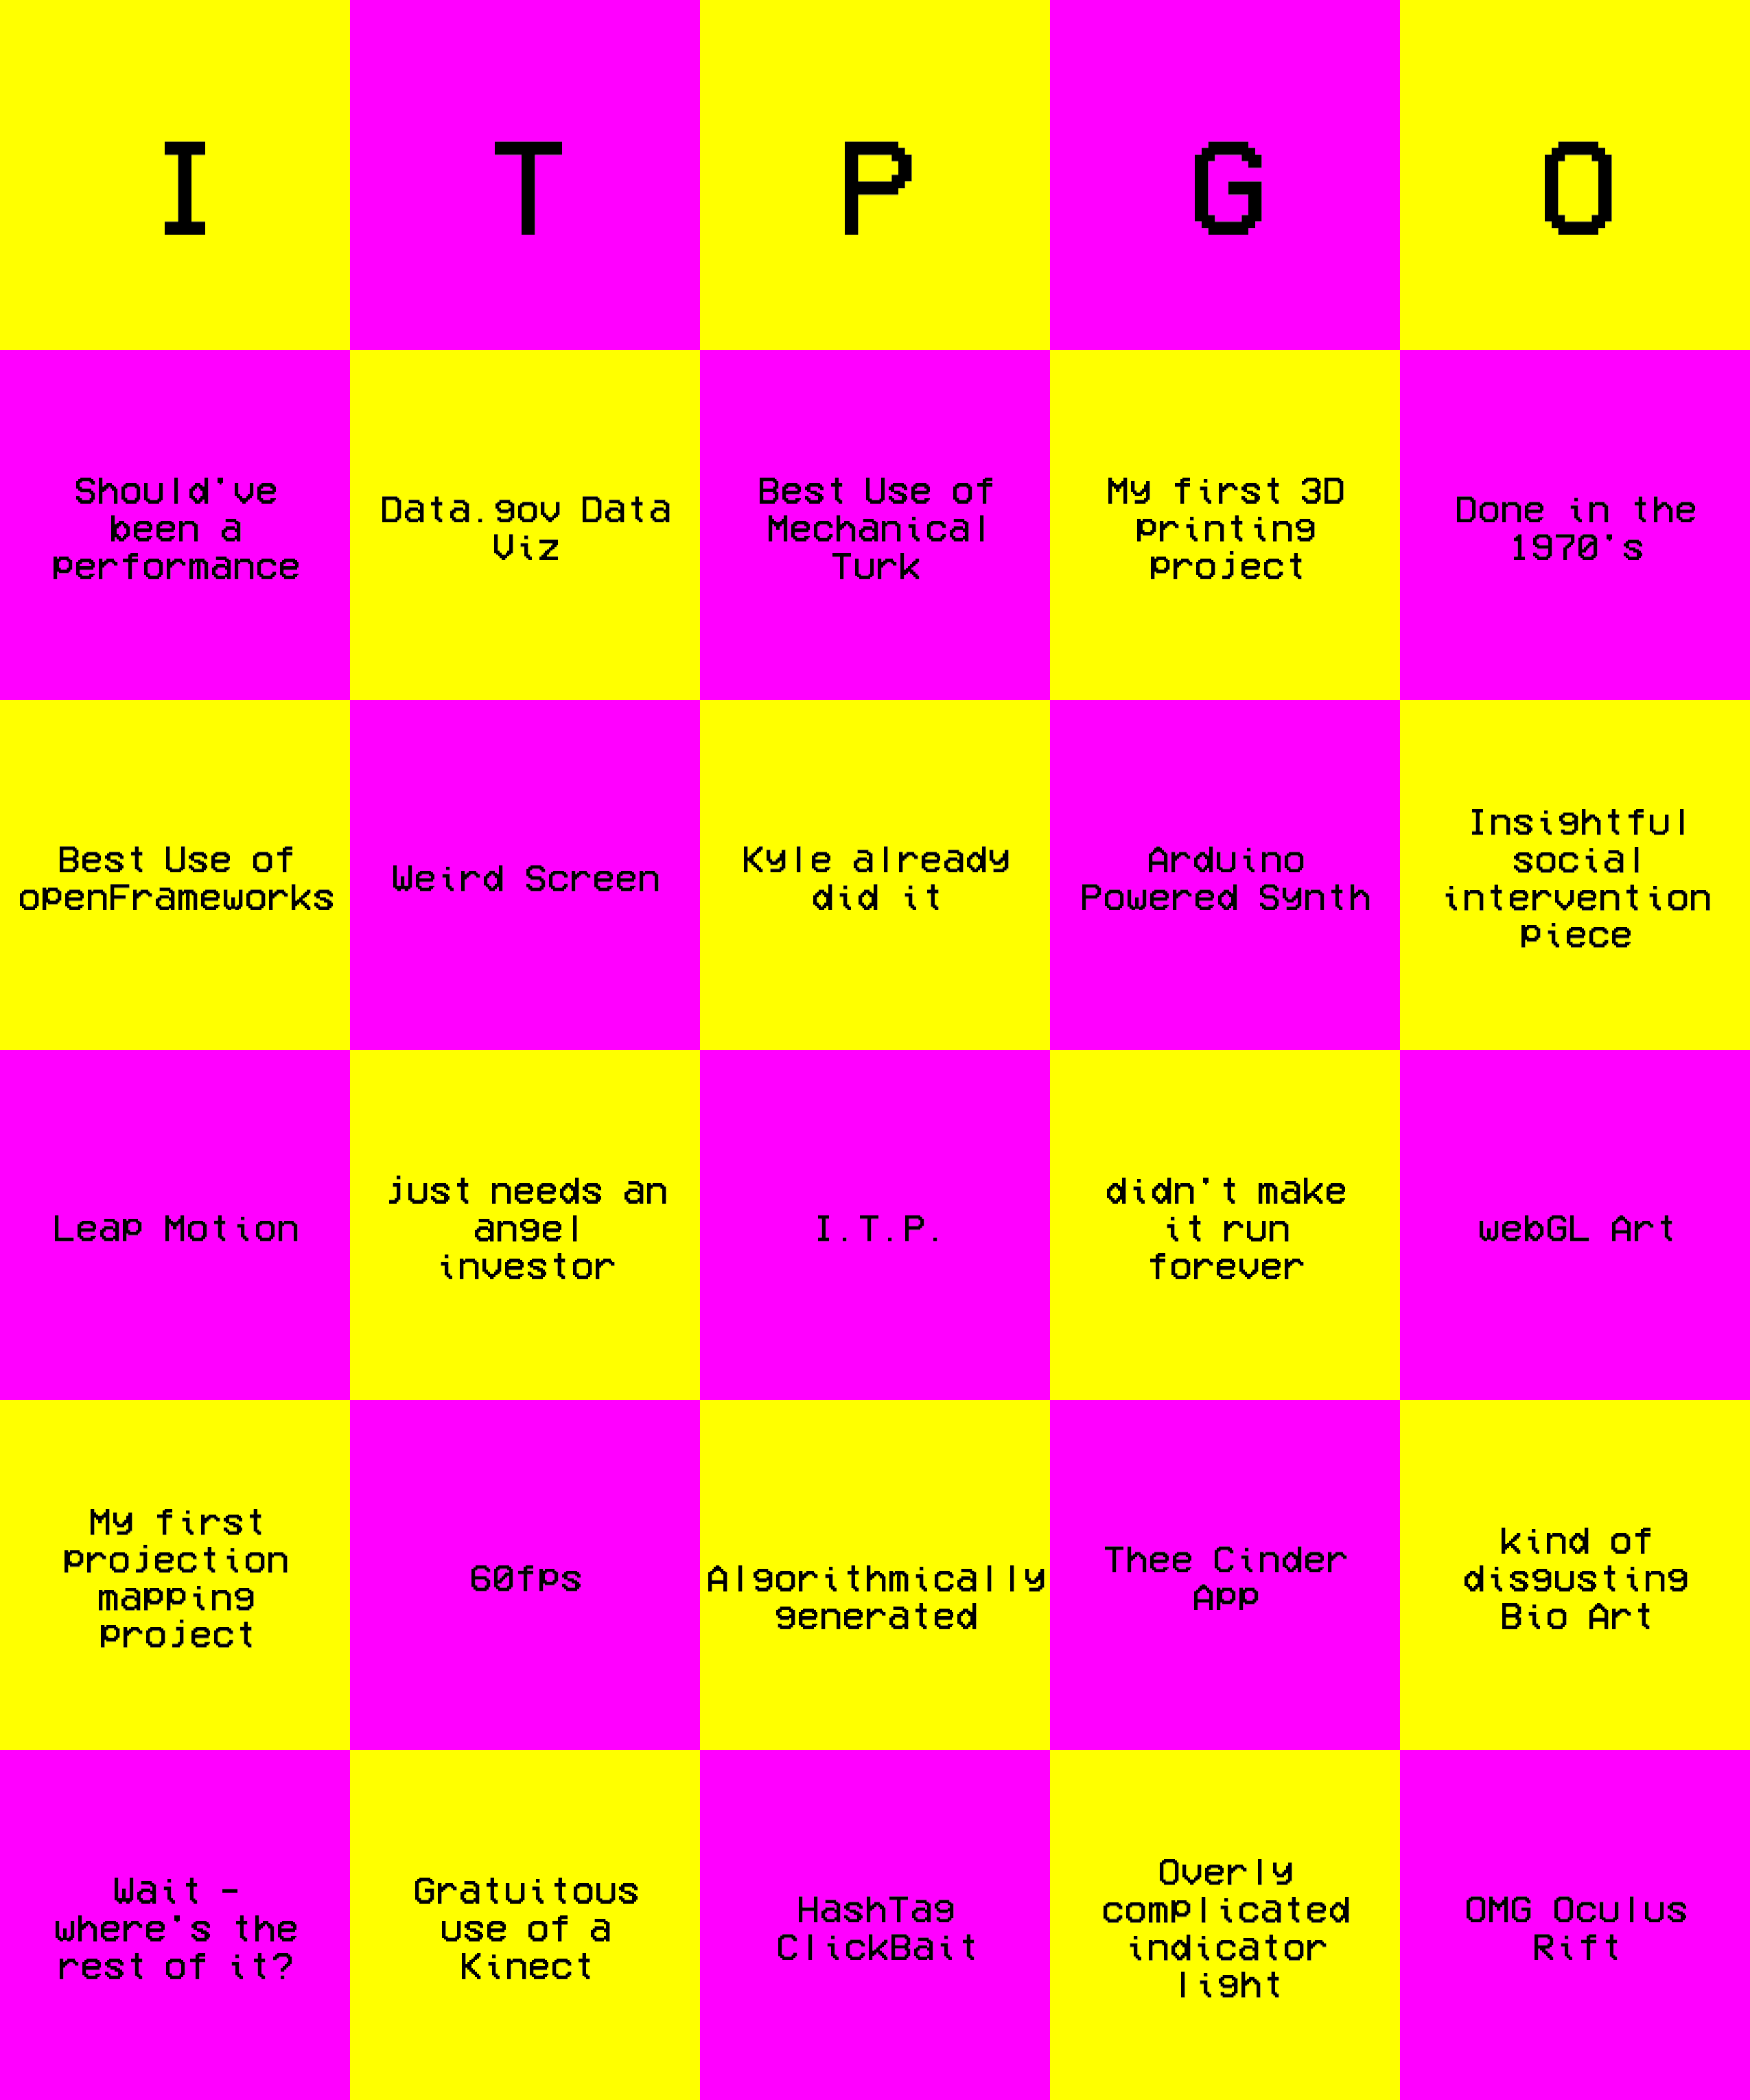 I T P G O
Should've
been a
performance
Data.gov Data
Viz
Best Use of
Mechanical
Turk
My first 3D
printing
project
Done in the
1970's
Best Use of
openFrameworks
Weird Screen
Kyle already
did it
Arduino
Powered Synth
Insightful
social
intervention
piece
Leap Motion
just needs an
angel
investor
I.T.P.
didn't make
it run
forever
webGL Art
My first
projection
mapping
project
60fps
Algorithmically
generated
Thee Cinder
App
kind of
disgusting
Bio Art
Wait -
where's the
rest of it?
Gratuitous
use of a
Kinect
HashTag
ClickBait
Overly
complicated
indicator
light
OMG Oculus
Rift